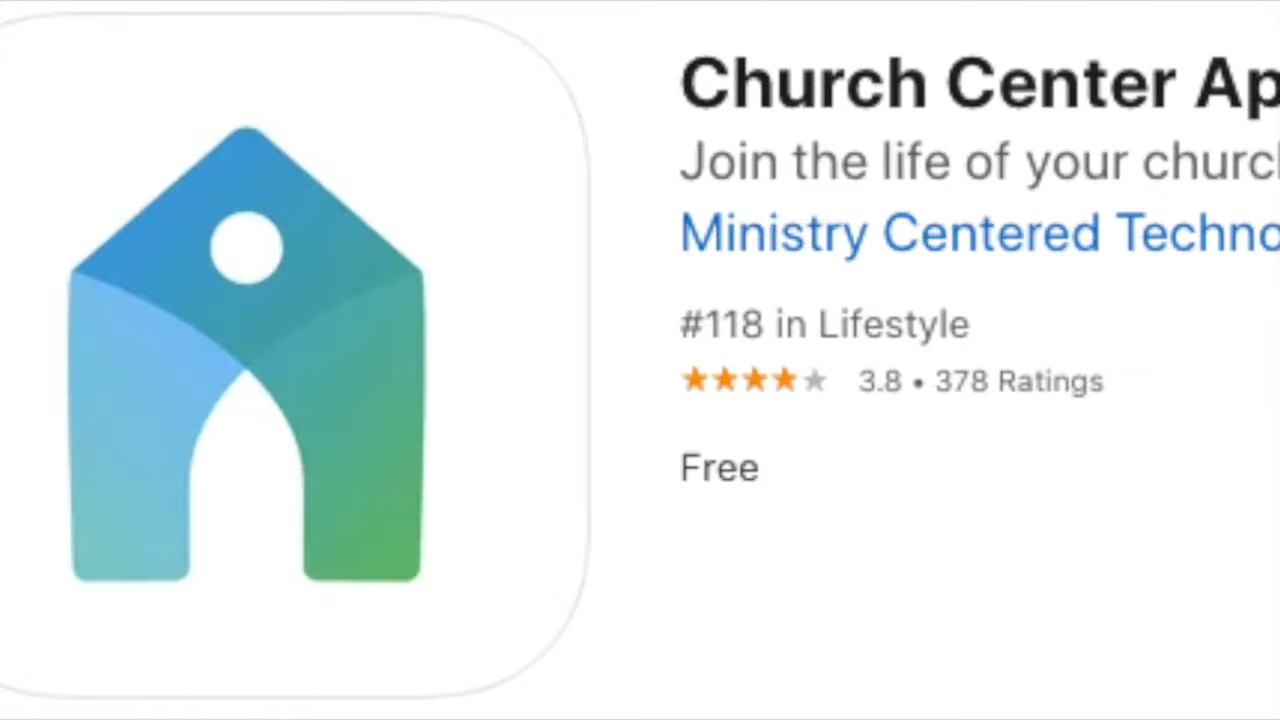 Church Center Ap
Join the life of your church
Ministry Centered Techno
#118 in Lifestyle
3.8 • 378 Ratings
Free